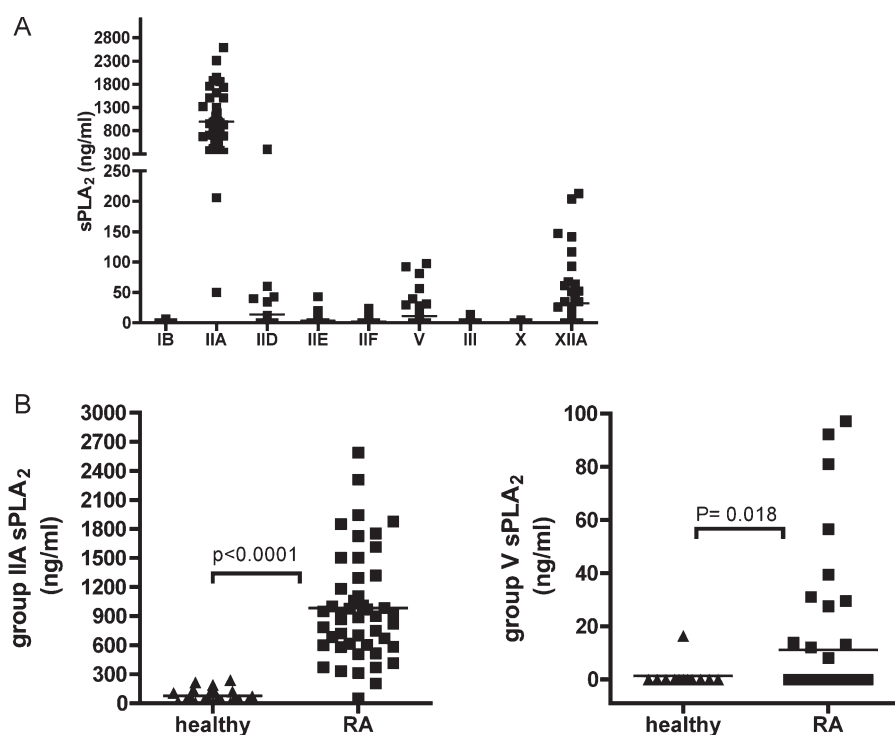 A
sPLA2 (ng/ml)
2800
2300
1800
1300
800
300
250
200
150
100
50
0
IB IIA IID IIE IIF V III X XIIA
B
group IIA sPLA2
(ng/ml)
3000
2700
2400
2100
1800
1500
1200
900
600
300
0
p<0.0001
healthy RA
group V sPLA2
(ng/ml)
100
80
60
40
20
0
P= 0.018
healthy RA